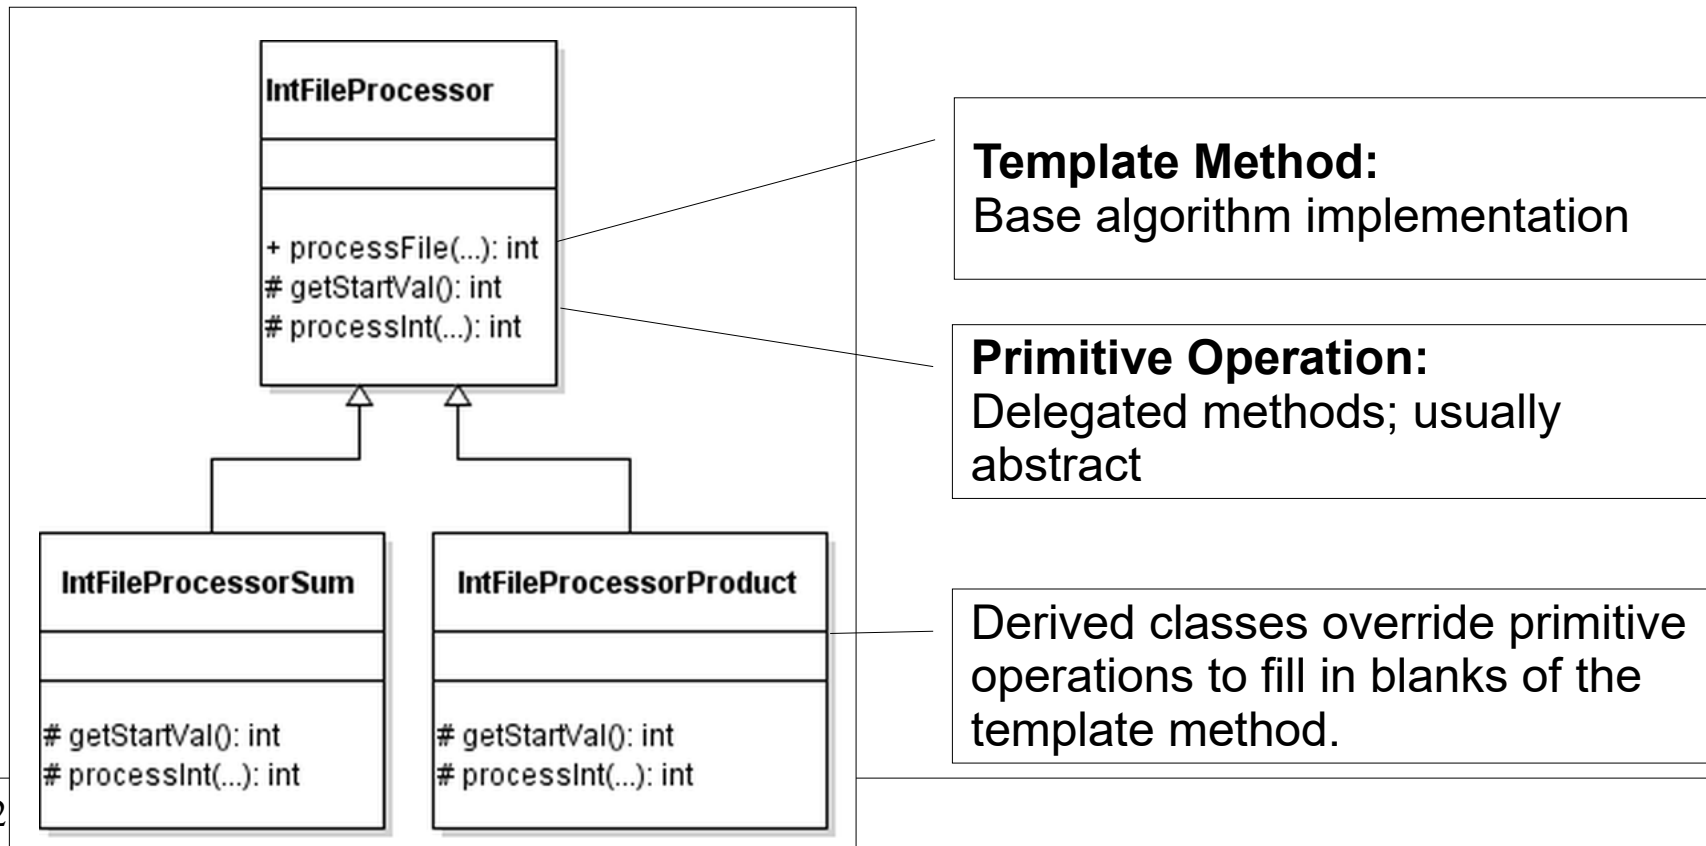 IntFileProcessor
+ processFile(...): int
# getStartVal(): int
# processInt(...): int
IntFileProcessorSum
# getStartVal(): int
# processInt(...): int
IntFileProcessorProduct
# getStartVal(): int
# processInt(...): int
Template Method:
Base algorithm implementation
Primitive Operation:
Delegated methods; usually
abstract
Derived classes override primitive
operations to fill in blanks of the
template method.
2